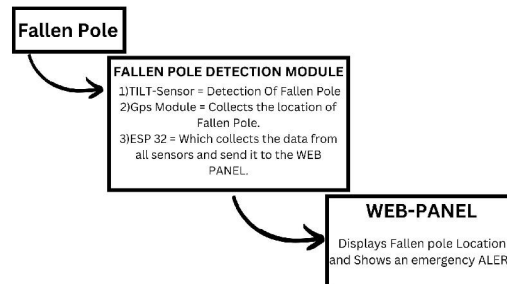 Fallen Pole
FALLEN POLE DETECTION MODULE
1)TILT-Sensor = Detection Of Fallen Pole
2)Gps Module = Collects the location of
Fallen Pole.
3)ESP 32 = Which collects the data from
all sensors and send it to the WEB
PANEL.
WEB-PANEL
Displays Fallen pole Location
and Shows an emergency ALER